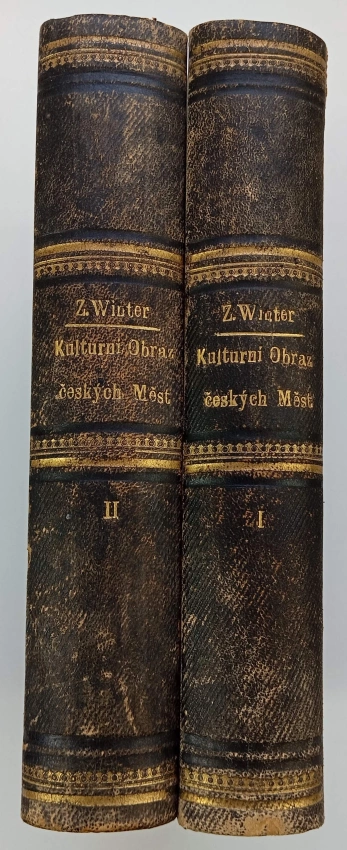 Z. Winter
Kulturní Obraz
českých Měst
II
Z. Winter
Kulturní Obraz
českých Měst
I